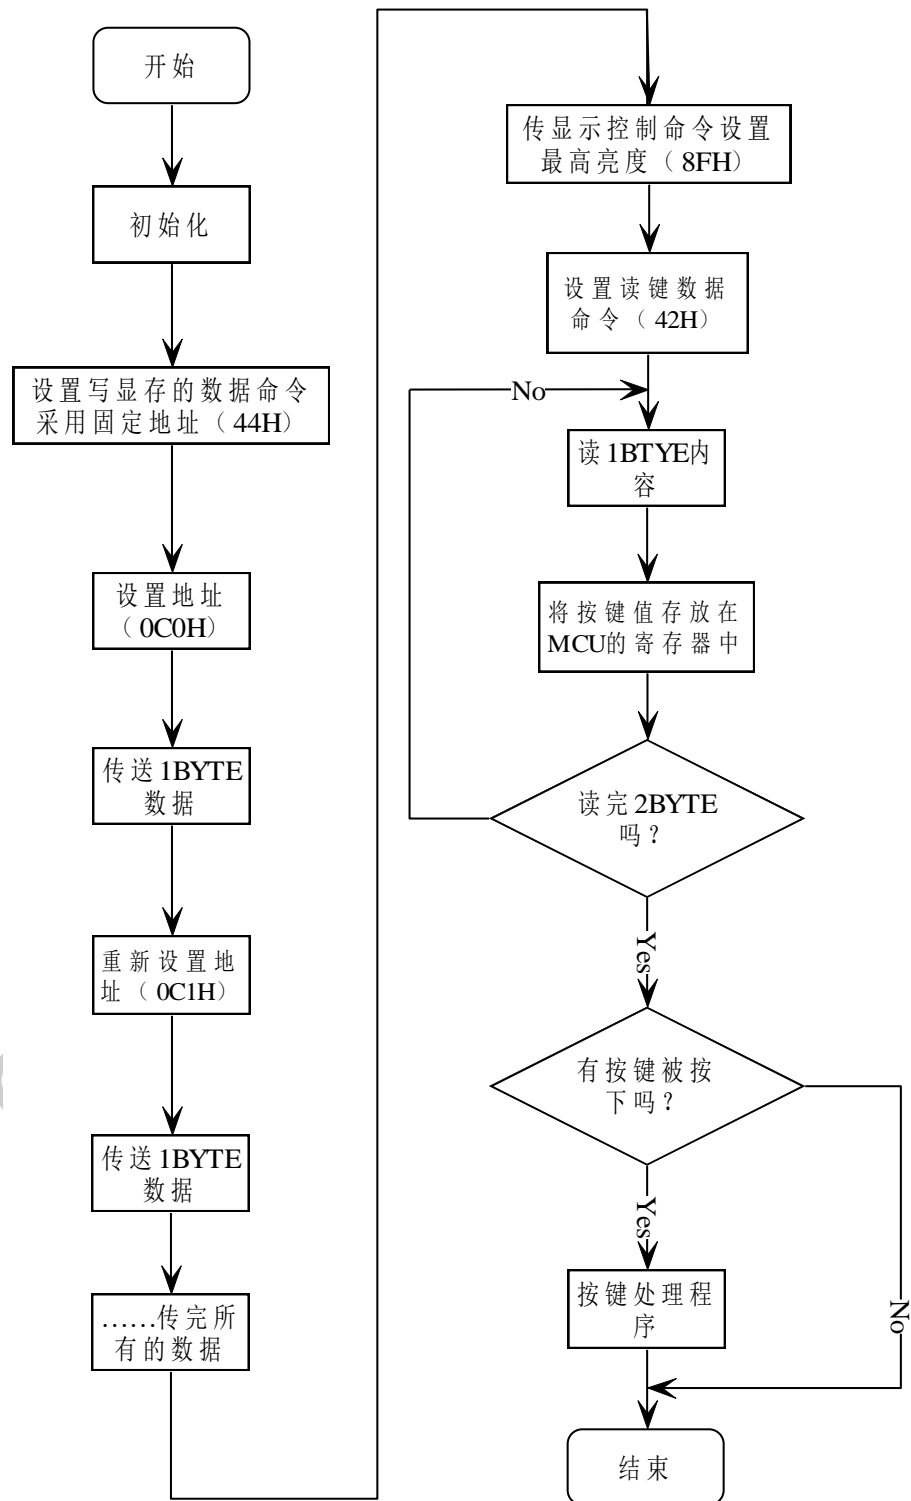 开始
初始化
设置写显存的数据命令
采用固定地址（44H）
设置地址
（0C0H）
传送1BYTE
数据
重新设置地
址（0C1H）
传送1BYTE
数据
……传完所
有的数据
传显示控制命令设置
最高亮度（8FH）
设置读键数据
命令（42H）
No
读1BTYE内
容
将按键值存放在
MCU的寄存器中
读完2BYTE
吗？
Yes
有按键被按
下吗？
Yes
No
按键处理程
序
结束